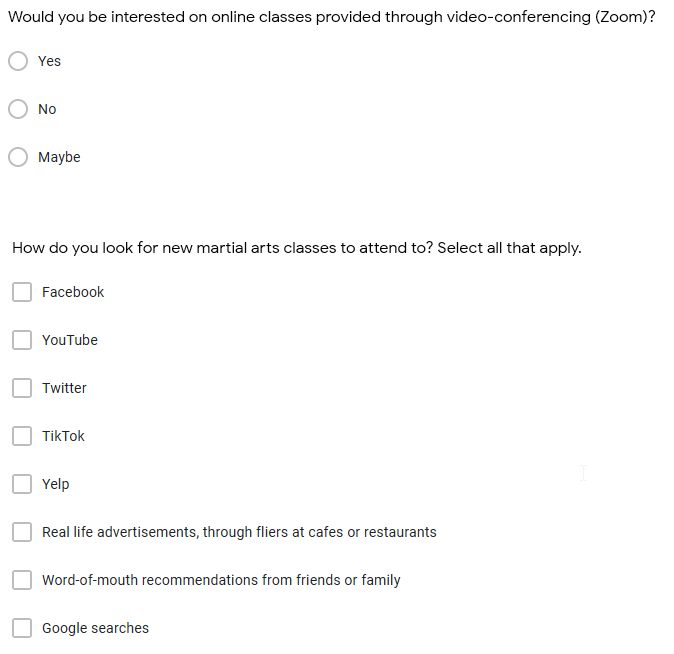 Would you be interested on online classes provided through video-conferencing (Zoom)?
Yes
No
Maybe
How do you look for new martial arts classes to attend to? Select all that apply.
Facebook
YouTube
Twitter
TikTok
Yelp
Real life advertisements, through fliers at cafes or restaurants
Word-of-mouth recommendations from friends or family
Google searches